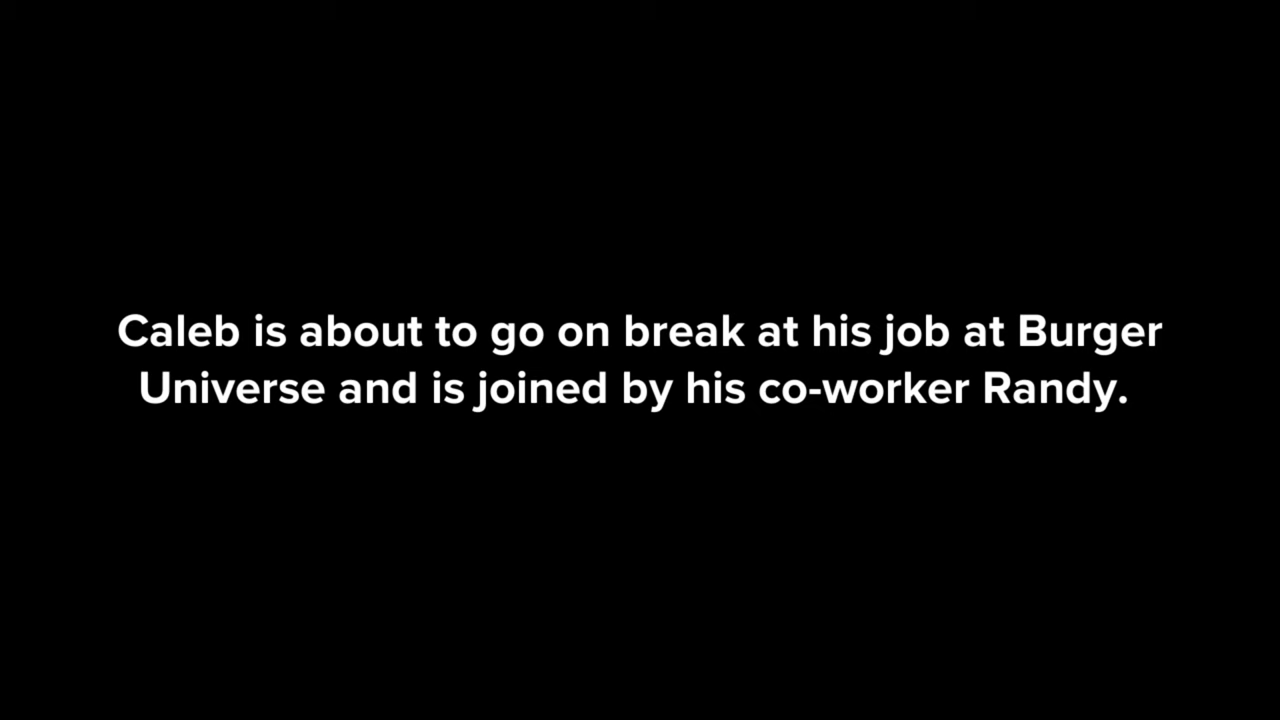 Caleb is about to go on break at his job at Burger
Universe and is joined by his co-worker Randy.